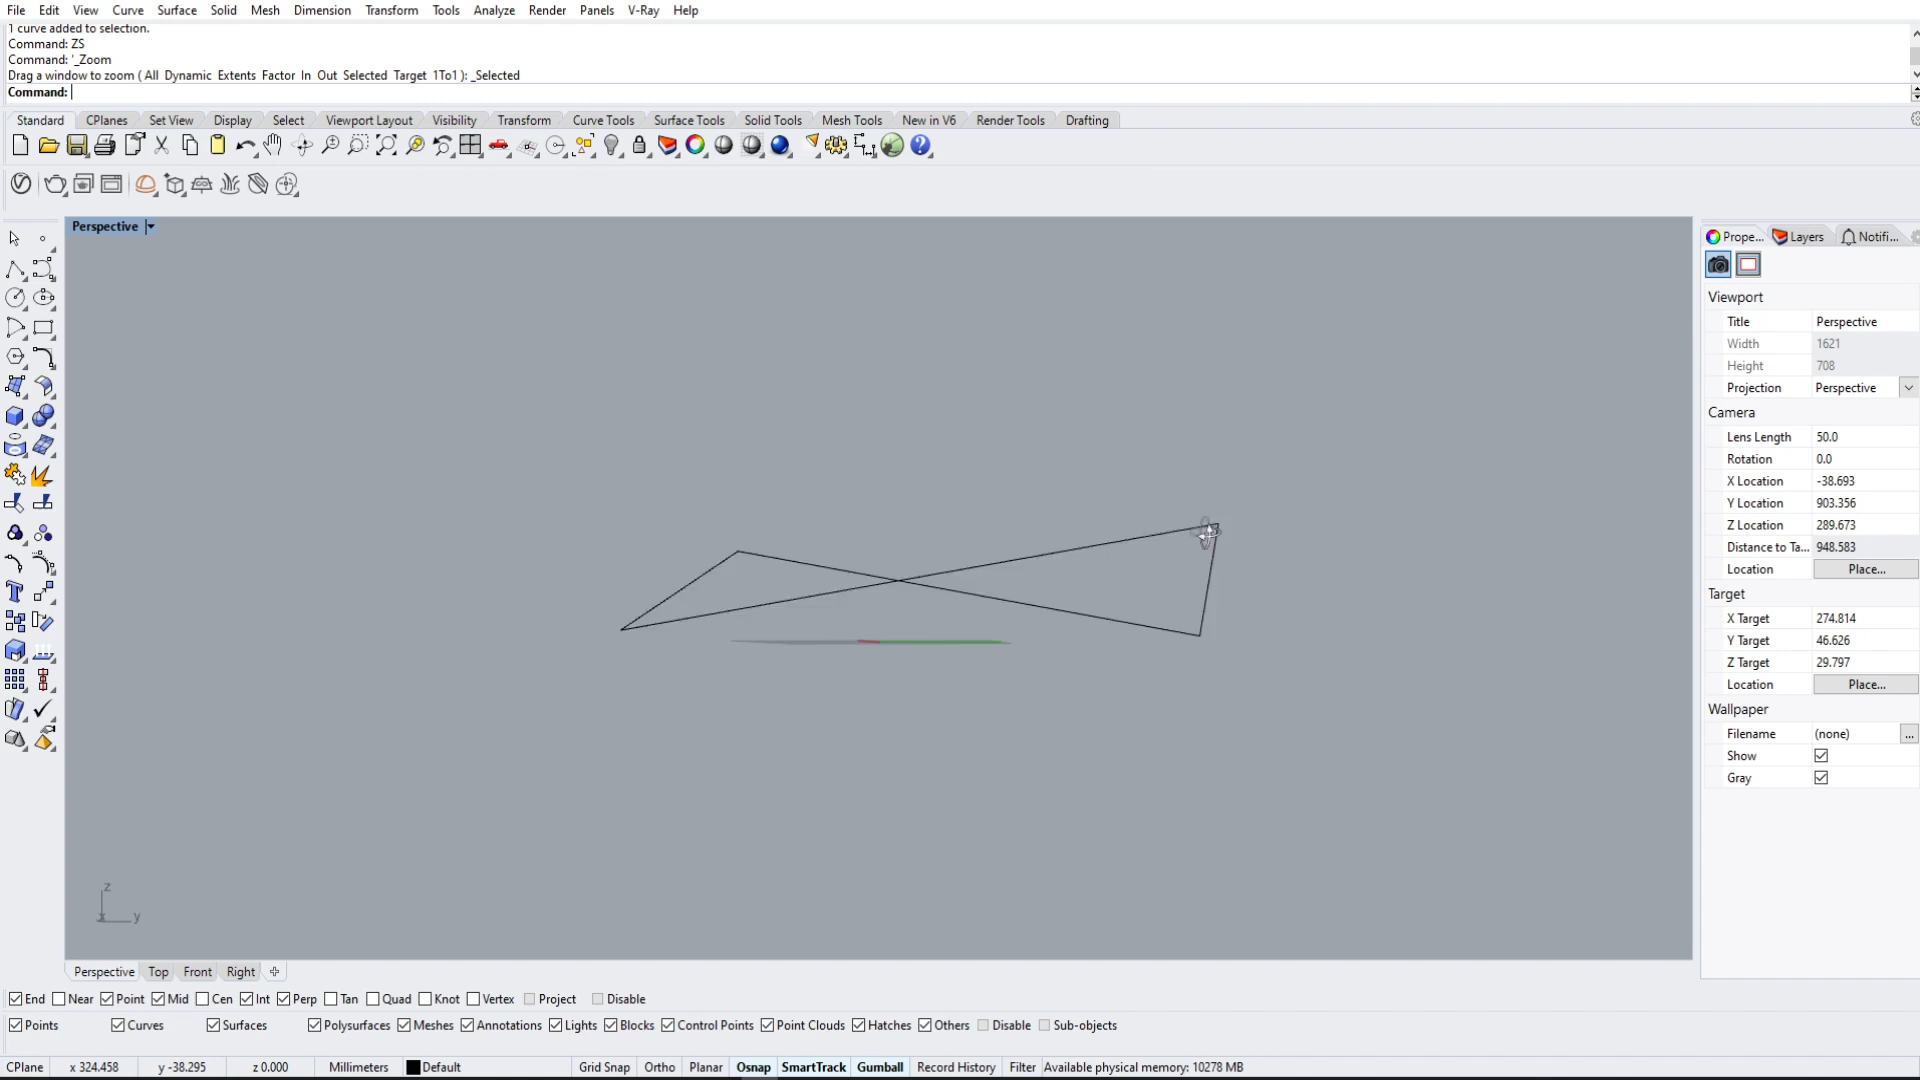 File Edit View Curve Surface Solid Mesh Dimension Transform Tools Analyze Render Panels V-Ray Help
1 curve added to selection.
Command: ZS
Command: '_Zoom
Drag a window to zoom ( All Dynamic Extents Factor In Out Selected Target 1To1 ): _Selected
Command:
Standard CPlanes Set View Display Select Viewport Layout Visibility Transform Curve Tools Surface Tools Solid Tools Mesh Tools New in V6 Render Tools Drafting
Perspective
Prope... Layers Notifi...
Viewport
Title Perspective
Width 1621
Height 708
Projection Perspective
Camera
Lens Length 50.0
Rotation 0.0
X Location -38.693
Y Location 903.356
Z Location 289.673
Distance to Ta... 948.583
Location Place...
Target
X Target 274.814
Y Target 46.626
Z Target 29.797
Location Place...
Wallpaper
Filename (none) ...
Show
Gray
z
x y
Perspective Top Front Right
End Near Point Mid Cen Int Perp Tan Quad Knot Vertex Project Disable
Points Curves Surfaces Polysurfaces Meshes Annotations Lights Blocks Control Points Point Clouds Hatches Others Disable Sub-objects
CPlane x 324.458 y -38.295 z 0.000 Millimeters Default Grid Snap Ortho Planar Osnap SmartTrack Gumball Record History Filter Available physical memory: 10278 MB